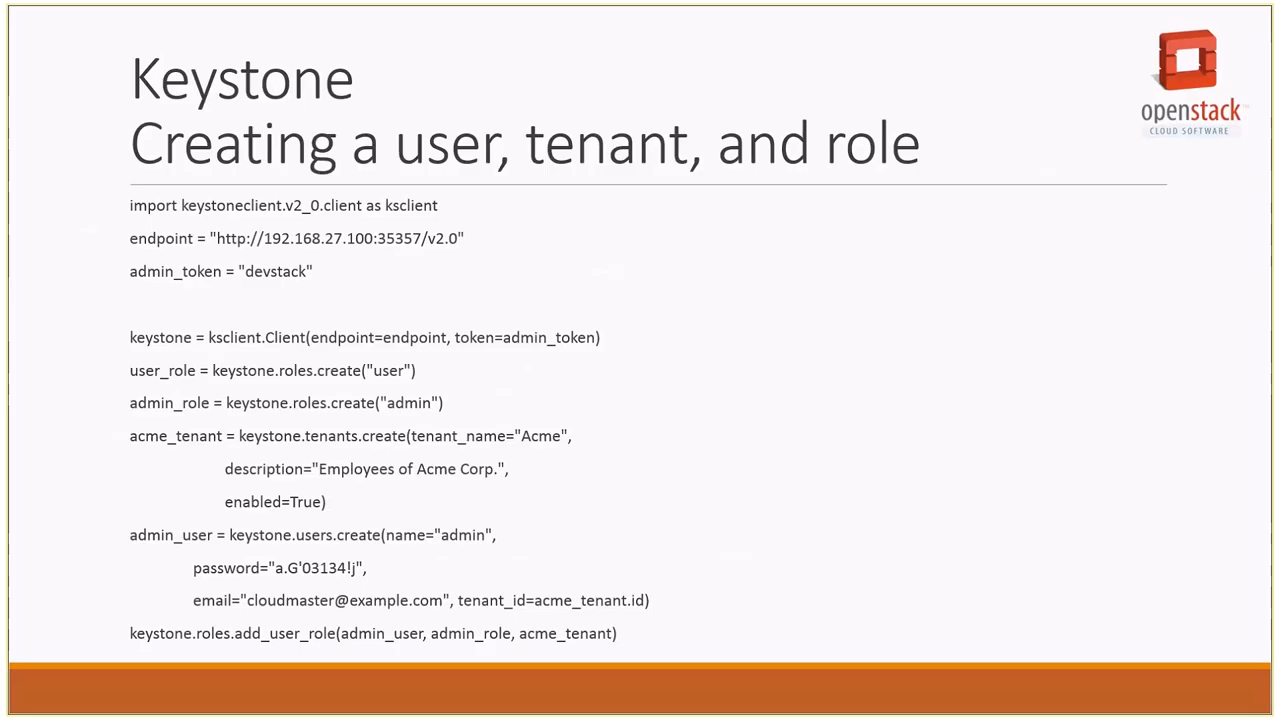 Keystone
Creating a user, tenant, and role
openstack
CLOUD SOFTWARE
import keystoneclient.v2_0.client as ksclient
endpoint = "http://192.168.27.100:35357/v2.0"
admin_token = "devstack"
keystone = ksclient.Client(endpoint=endpoint, token=admin_token)
user_role = keystone.roles.create("user")
admin_role = keystone.roles.create("admin")
acme_tenant = keystone.tenants.create(tenant_name="Acme",
description="Employees of Acme Corp.",
enabled=True)
admin_user = keystone.users.create(name="admin",
password="a.G'03134!j",
email="cloudmaster@example.com", tenant_id=acme_tenant.id)
keystone.roles.add_user_role(admin_user, admin_role, acme_tenant)